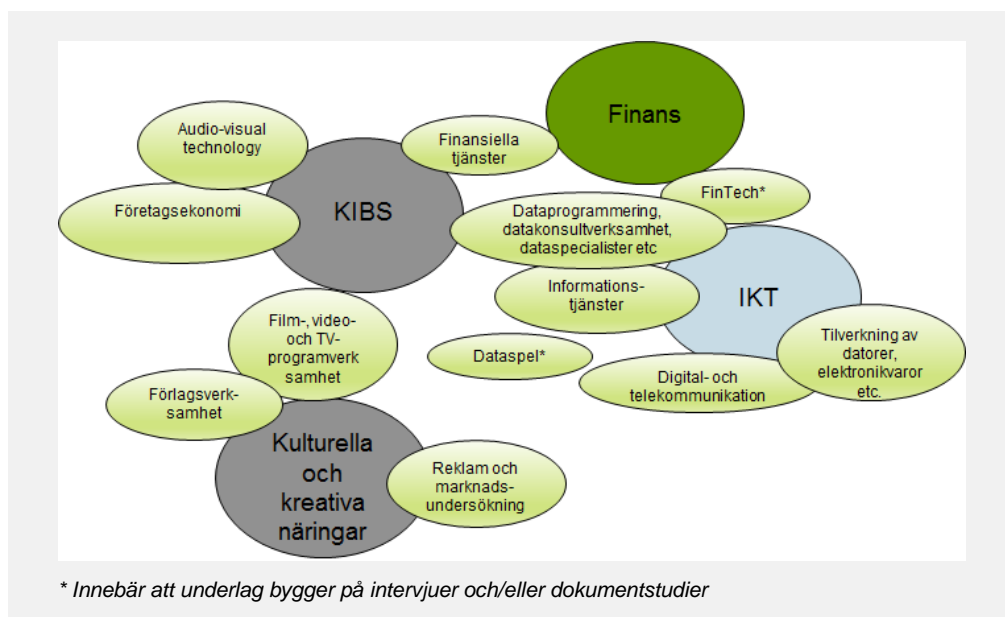 Finans
Audio-visual
technology
Finansiella
tjänster
FinTech*
Företagsekonomi
KIBS
Dataprogrammering,
datakonsultverksamhet,
dataspecialister etc
Informations-
tjänster
IKT
Film-, video-
och TV-
programverk
samhet
Dataspel*
Tilverkning av
datorer,
elektronikvaror
etc.
Digital- och
telekommunikation
Förlagsverk-
samhet
Kulturella
och
kreativa
näringar
Reklam och
marknads-
undersökning
* Innebär att underlag bygger på intervjuer och/eller dokumentstudier